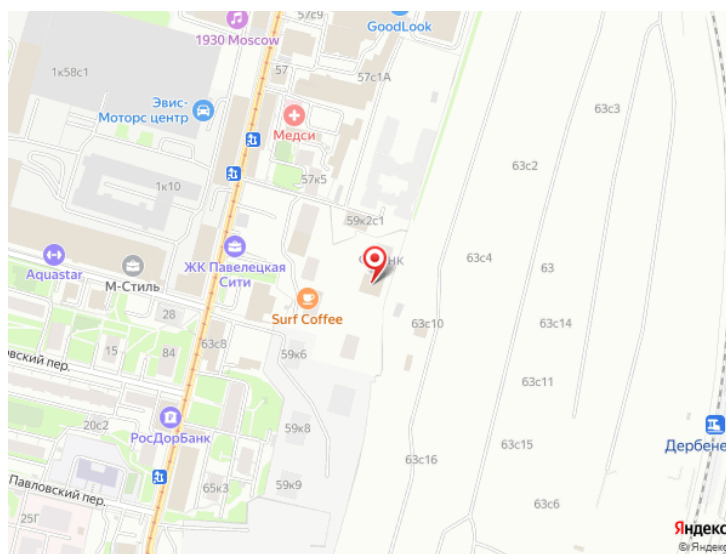 57с9
1930 Moscow
GoodLook
57
57с1А
1к58с1
Эвис-
Моторс центр
Медси
63с3
63с2
57к5
1к10
59к2с1
ЖК Павелецкая
Сити
63с4
63
Aquastar
М-Стиль
Surf Coffee
28
63с8
63с10
63с14
15
84
59к6
овский пер.
63с11
20с2
РосДорБанк
59к8
63с15
Дербене
63с16
Павловский пер.
65к3
59к9
63с6
25Г
Яндекс
© Яндекс